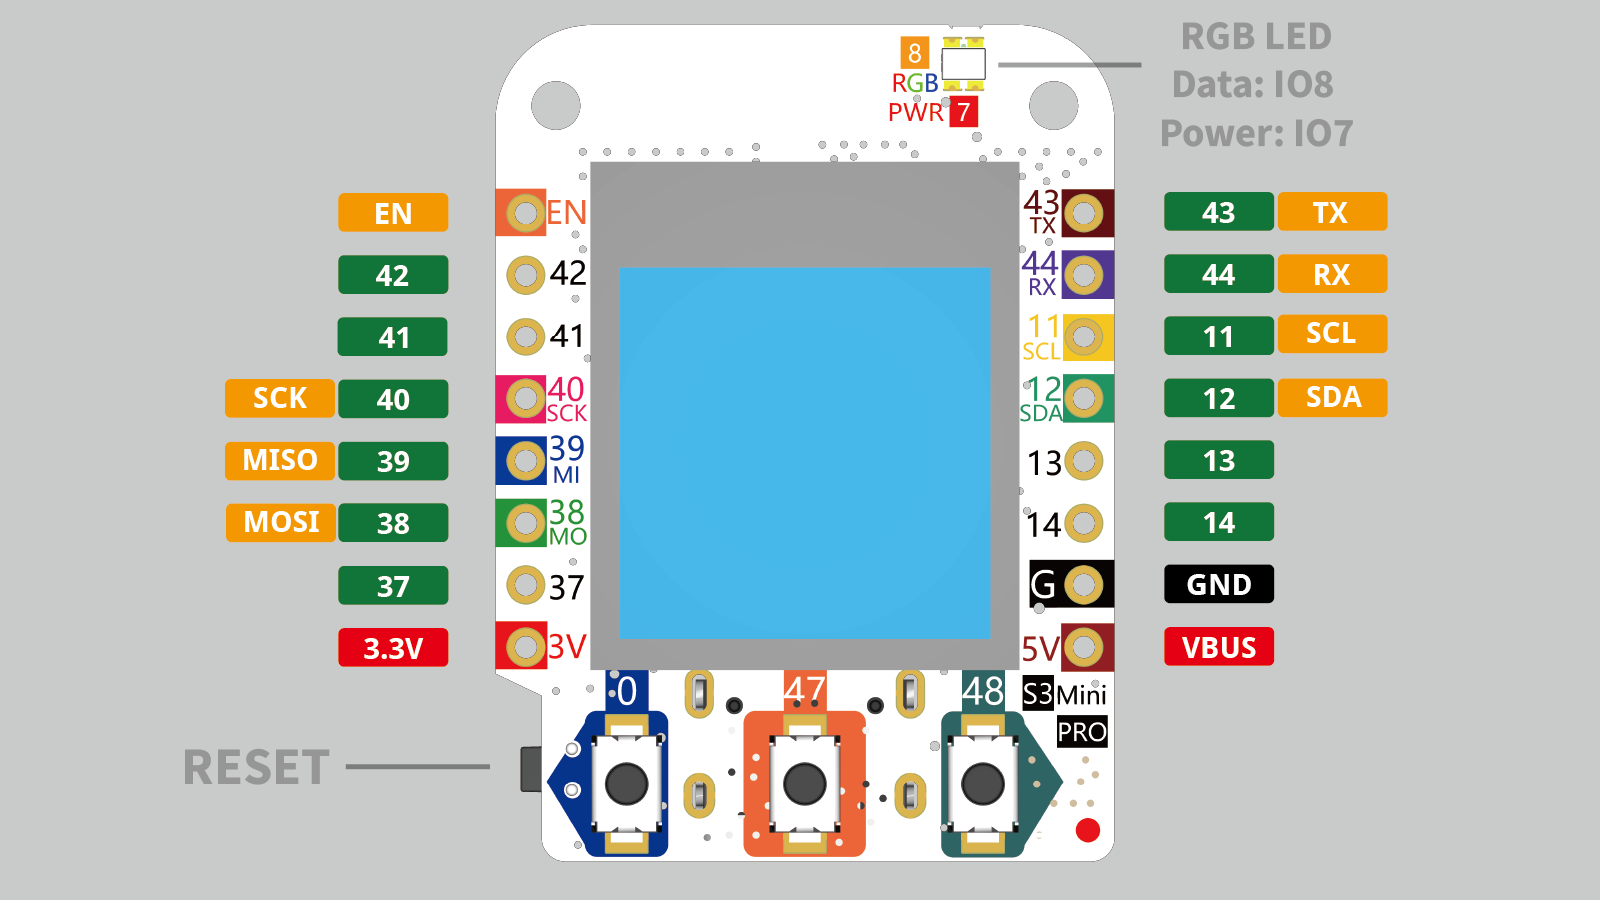 RGB LED
Data: IO8
Power: IO7
8
RGB
PWR 7
EN EN 43 TX 43 TX
42 42 44 RX 44 RX
41 41 11 SCL 11 SCL
SCK 40 40 SCK 12 SDA 12 SDA
MISO 39 39 MI 13 13
MOSI 38 38 MO 14 14
37 37 G GND
3.3V 3V 5V VBUS
0 47 48 S3 Mini
PRO
RESET